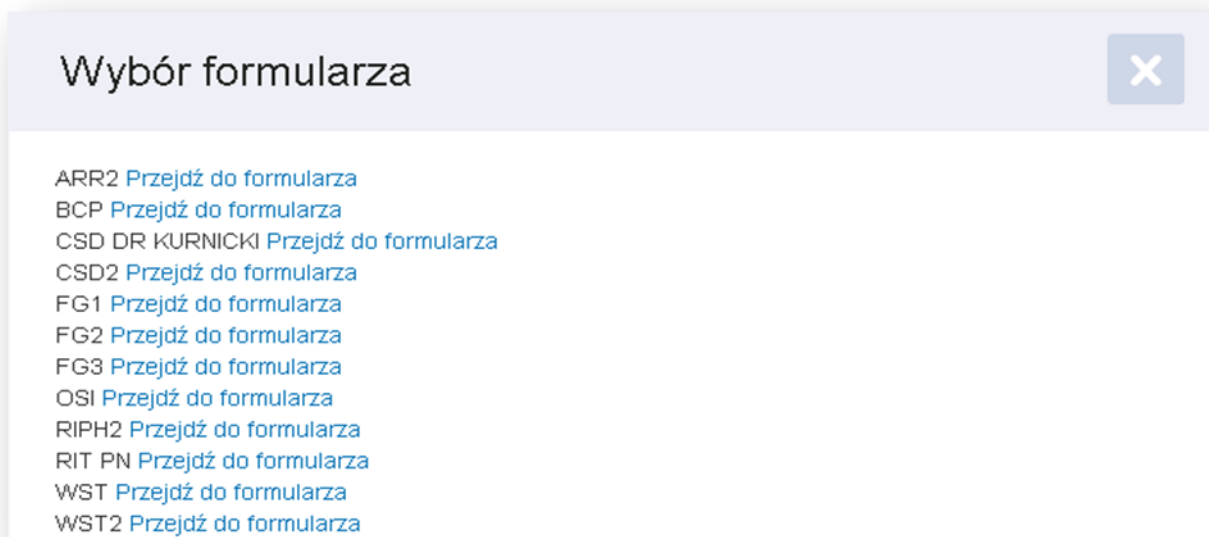 Wybór formularza
ARR2 Przejdź do formularza
BCP Przejdź do formularza
CSD DR KURNICKI Przejdź do formularza
CSD2 Przejdź do formularza
FG1 Przejdź do formularza
FG2 Przejdź do formularza
FG3 Przejdź do formularza
OSI Przejdź do formularza
RIPH2 Przejdź do formularza
RIT PN Przejdź do formularza
WST Przejdź do formularza
WST2 Przejdź do formularza